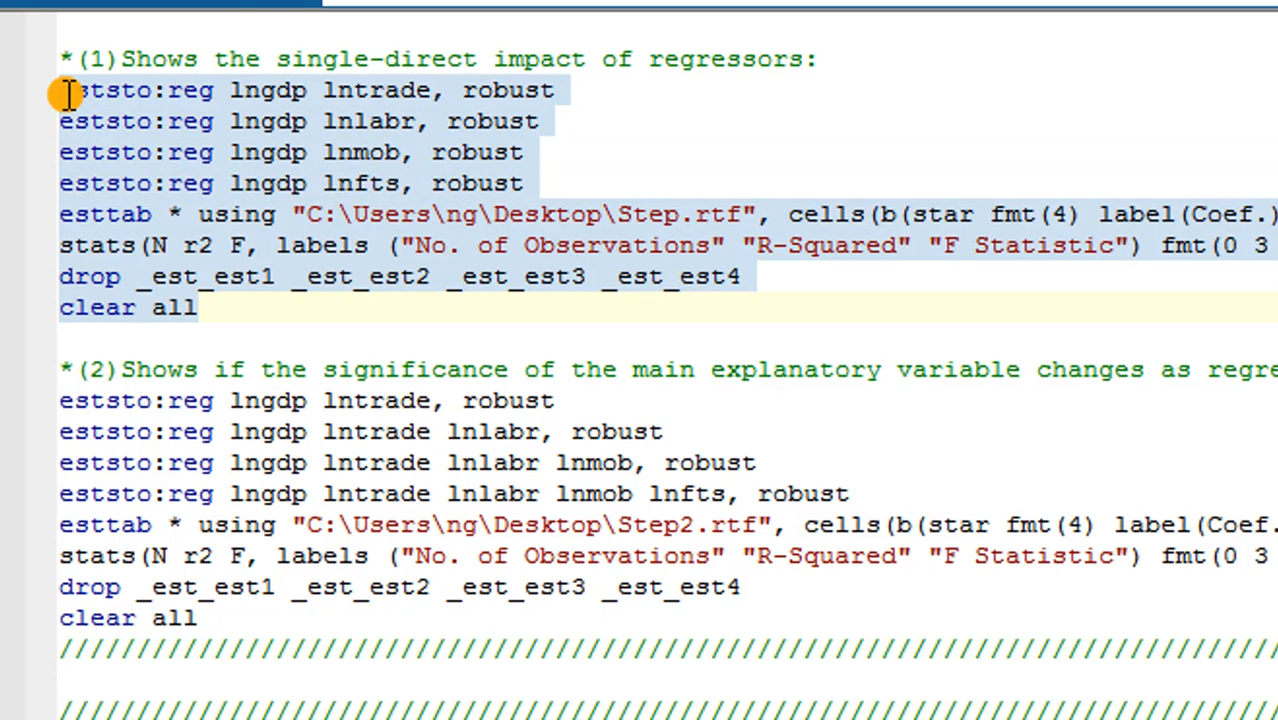 *(1)Shows the single-direct impact of regressors:
eststo:reg lngdp lntrade, robust
eststo:reg lngdp lnlabr, robust
eststo:reg lngdp lnmob, robust
eststo:reg lngdp lnfts, robust
esttab * using "C:\Users\ng\Desktop\Step.rtf", cells(b(star fmt(4) label(Coef.)
stats(N r2 F, labels ("No. of Observations" "R-Squared" "F Statistic") fmt(0 3
drop _est_est1 _est_est2 _est_est3 _est_est4
clear all
*(2)Shows if the significance of the main explanatory variable changes as regre
eststo:reg lngdp lntrade, robust
eststo:reg lngdp lntrade lnlabr, robust
eststo:reg lngdp lntrade lnlabr lnmob, robust
eststo:reg lngdp lntrade lnlabr lnmob lnfts, robust
esttab * using "C:\Users\ng\Desktop\Step2.rtf", cells(b(star fmt(4) label(Coef.
stats(N r2 F, labels ("No. of Observations" "R-Squared" "F Statistic") fmt(0 3
drop _est_est1 _est_est2 _est_est3 _est_est4
clear all
///////////////////////////////////////////////////////////////////////////////
///////////////////////////////////////////////////////////////////////////////